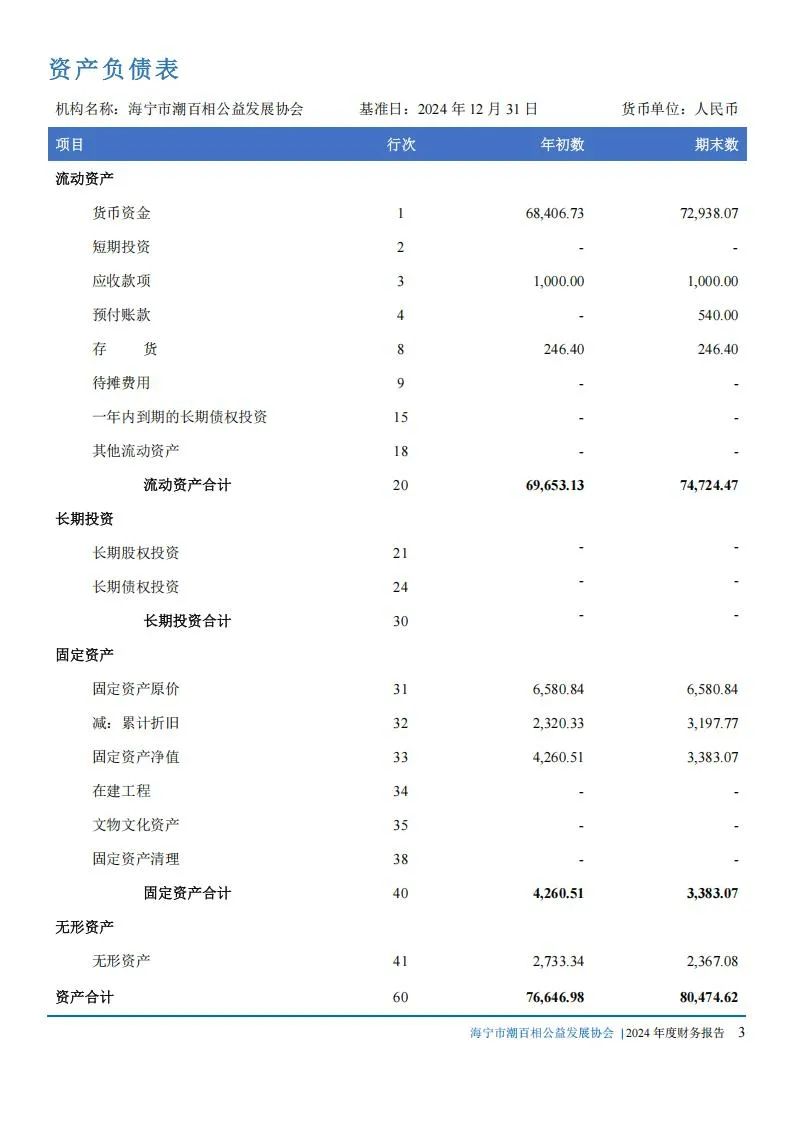 资产负债表
机构名称：海宁市潮百相公益发展协会 基准日：2024 年 12 月 31 日 货币单位：人民币
项目 行次 年初数 期末数
流动资产
货币资金 1 68,406.73 72,938.07
短期投资 2 - -
应收款项 3 1,000.00 1,000.00
预付账款 4 - 540.00
存 货 8 246.40 246.40
待摊费用 9 - -
一年内到期的长期债权投资 15 - -
其他流动资产 18 - -
流动资产合计 20 69,653.13 74,724.47
长期投资
长期股权投资 21 - -
长期债权投资 24 - -
长期投资合计 30 - -
固定资产
固定资产原价 31 6,580.84 6,580.84
减：累计折旧 32 2,320.33 3,197.77
固定资产净值 33 4,260.51 3,383.07
在建工程 34 - -
文物文化资产 35 - -
固定资产清理 38 - -
固定资产合计 40 4,260.51 3,383.07
无形资产
无形资产 41 2,733.34 2,367.08
资产合计 60 76,646.98 80,474.62
海宁市潮百相公益发展协会 |2024 年度财务报告 3